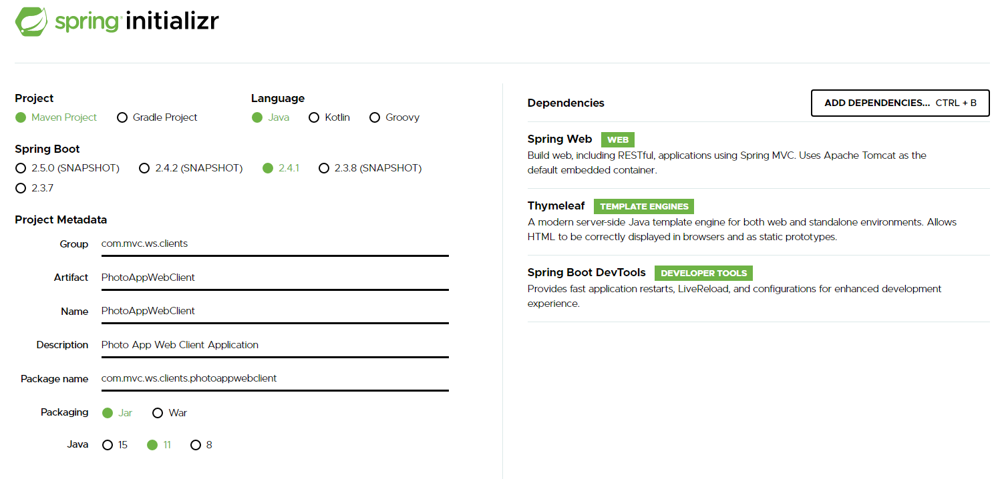 spring initializr
Project
Maven Project Gradle Project
Language
Java Kotlin Groovy
Spring Boot
2.5.0 (SNAPSHOT) 2.4.2 (SNAPSHOT) 2.4.1 2.3.8 (SNAPSHOT)
2.3.7
Project Metadata
Group com.mvc.ws.clients
Artifact PhotoAppWebClient
Name PhotoAppWebClient
Description Photo App Web Client Application
Package name com.mvc.ws.clients.photoappwebclient
Packaging Jar War
Java 15 11 8
Dependencies ADD DEPENDENCIES... CTRL + B
Spring Web WEB
Build web, including RESTful, applications using Spring MVC. Uses Apache Tomcat as the
default embedded container.
Thymeleaf TEMPLATE ENGINES
A modern server-side Java template engine for both web and standalone environments. Allows
HTML to be correctly displayed in browsers and as static prototypes.
Spring Boot DevTools DEVELOPER TOOLS
Provides fast application restarts, LiveReload, and configurations for enhanced development
experience.